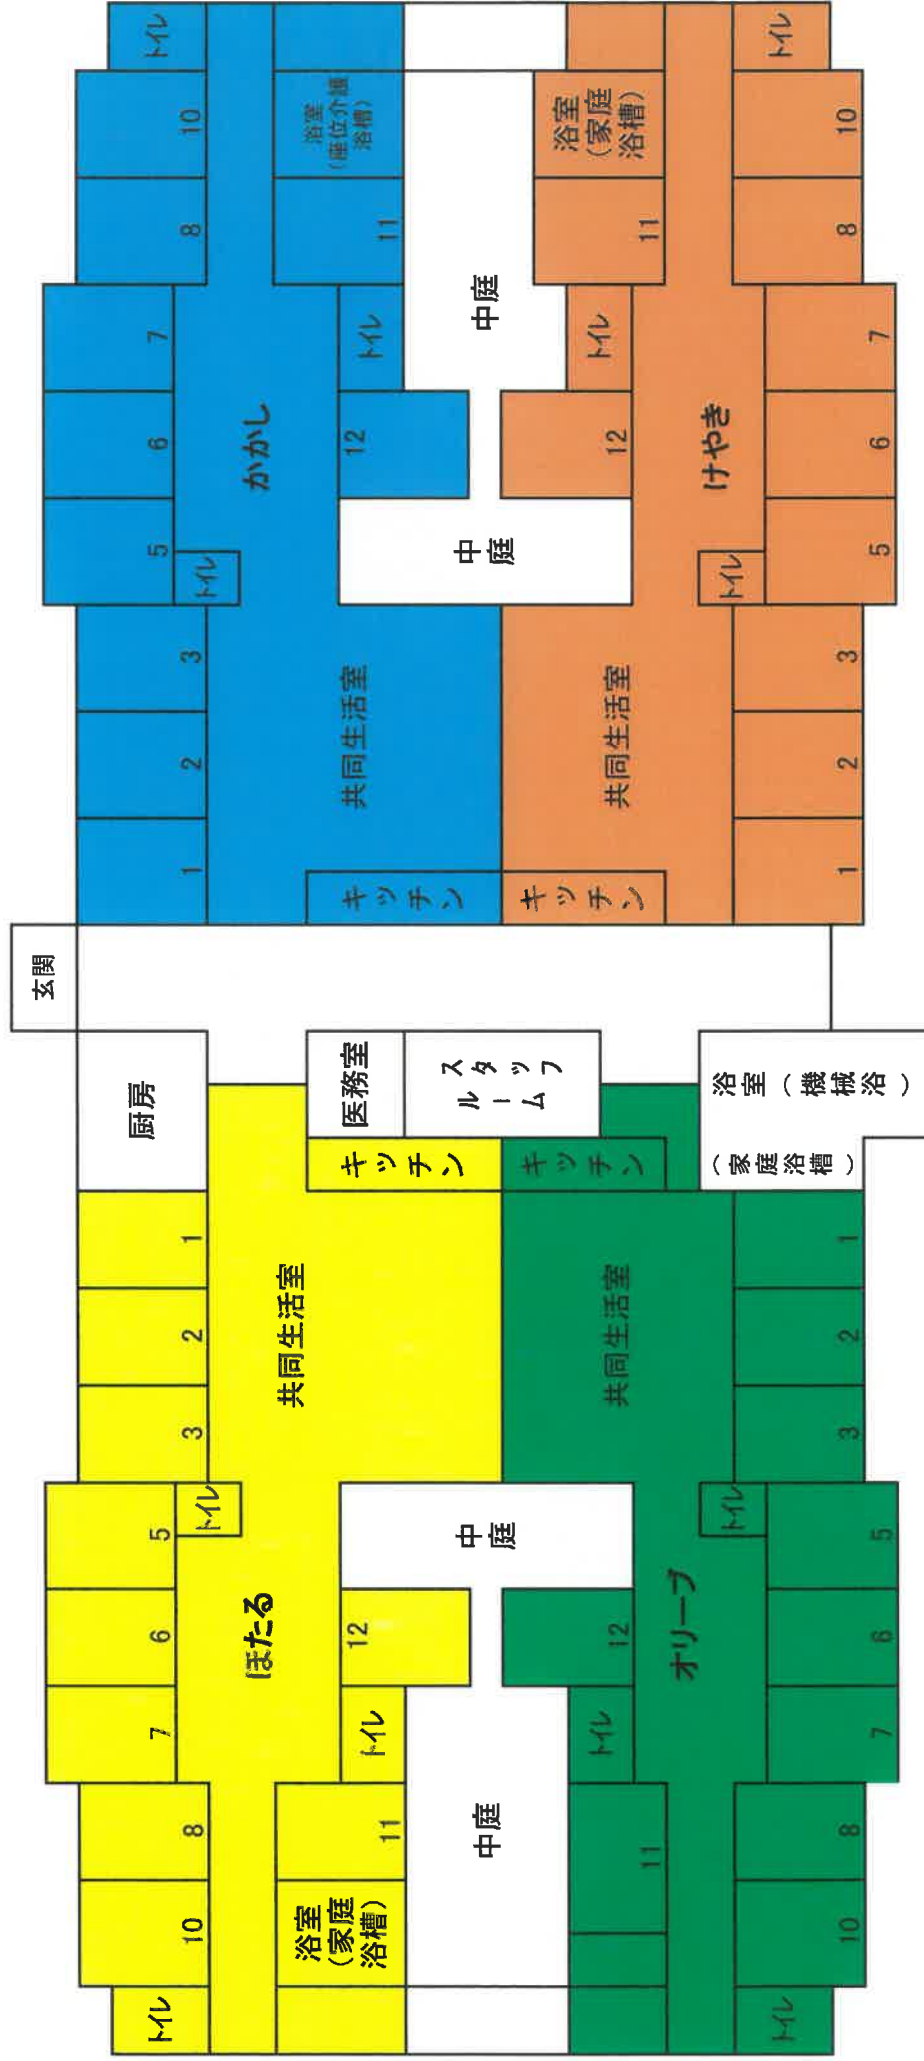 トイレ
10
8
7
6
5
3
2
1
トイレ
ほたる
共同生活室
浴室
(家庭
浴槽)
11
トイレ
12
キッチン
厨房
玄関
医務室
スタッフ
ルーム
中庭
中庭
11
トイレ
12
オリーブ
共同生活室
キッチン
トイレ
トイレ
10
8
7
6
5
3
2
1
浴室(機械浴)
(家庭浴槽)
1
2
3
5
6
7
8
10
トイレ
トイレ
かかし
共同生活室
キッチン
12
トイレ
11
浴室
(座位介護
浴槽)
中庭
中庭
キッチン
共同生活室
12
トイレ
11
浴室
(家庭
浴槽)
けやき
トイレ
1
2
3
5
6
7
8
10
トイレ